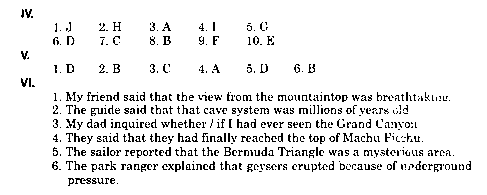 IV.
1. J 2. H 3. A 4. I 5. G
6. D 7. C 8. B 9. F 10. E
V.
1. D 2. B 3. C 4. A 5. D 6. B
VI.
1. My friend said that the view from the mountaintop was breathtaking.
2. The guide said that that cave system was millions of years old
3. My dad inquired whether / if I had ever seen the Grand Canyon
4. They said that they had finally reached the top of Machu Picchu.
5. The sailor reported that the Bermuda Triangle was a mysterious area.
6. The park ranger explained that geysers erupted because of underground
pressure.